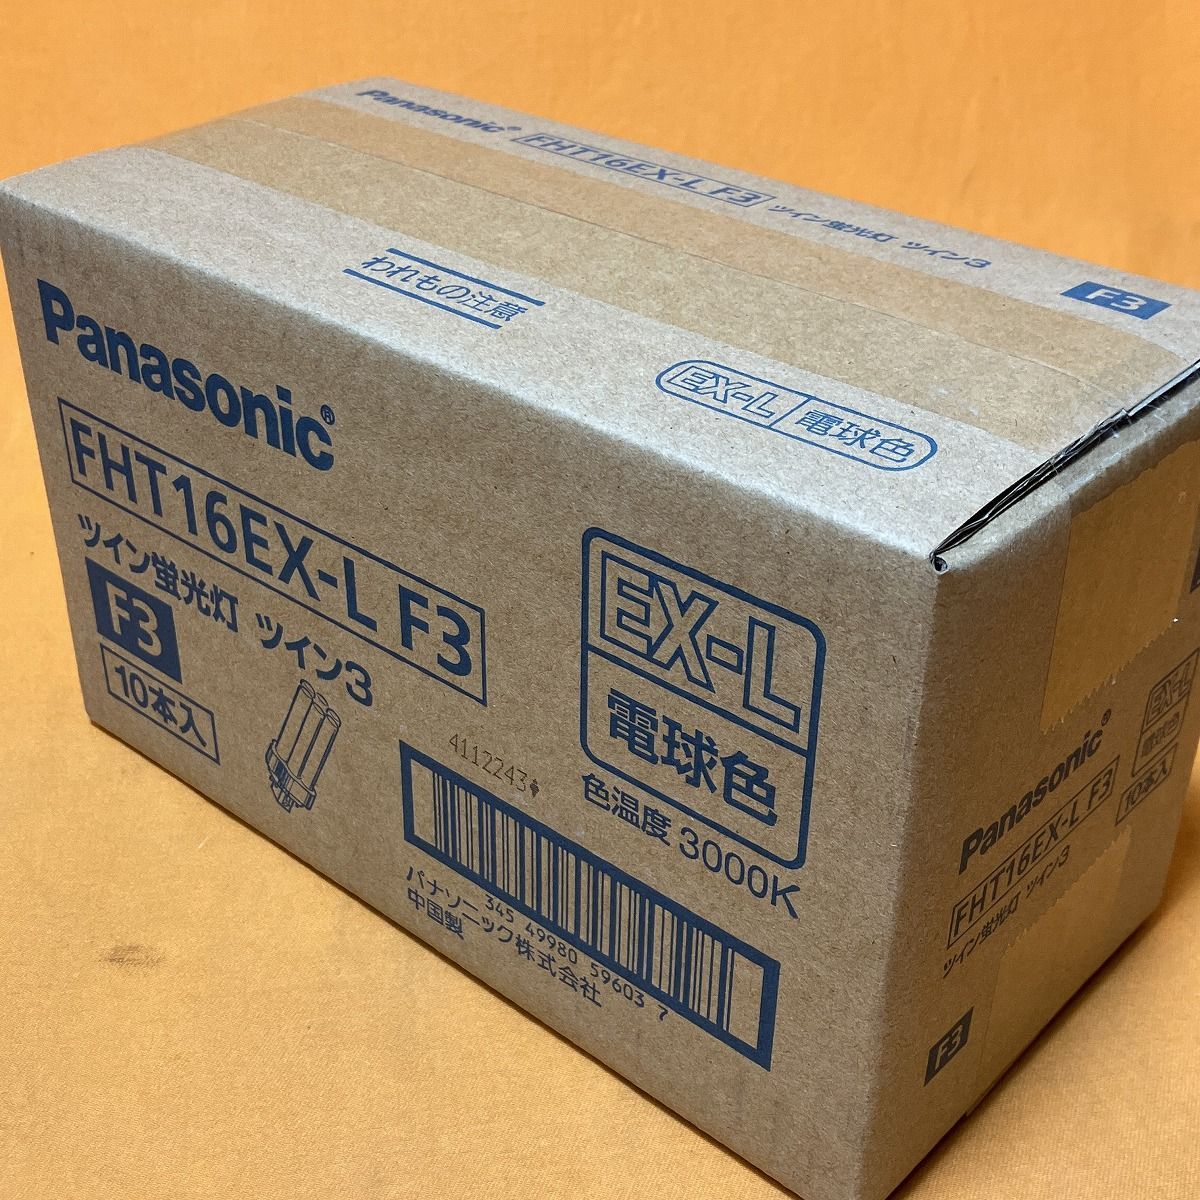 Panasonic® FHT16EX-L F3 ツイン蛍光灯 ツイン3
F3
われもの注意
EX-L 電球色
Panasonic®
FHT16EX-L F3
ツイン蛍光灯 ツイン3
F3
10本入
EX-L
電球色
色温度 3000K
4112243
345 49980 59603 7
パナソニック株式会社
中国製
Panasonic®
FHT16EX-L F3
ツイン蛍光灯 ツイン3
F3
EX-L
電球色
10本入